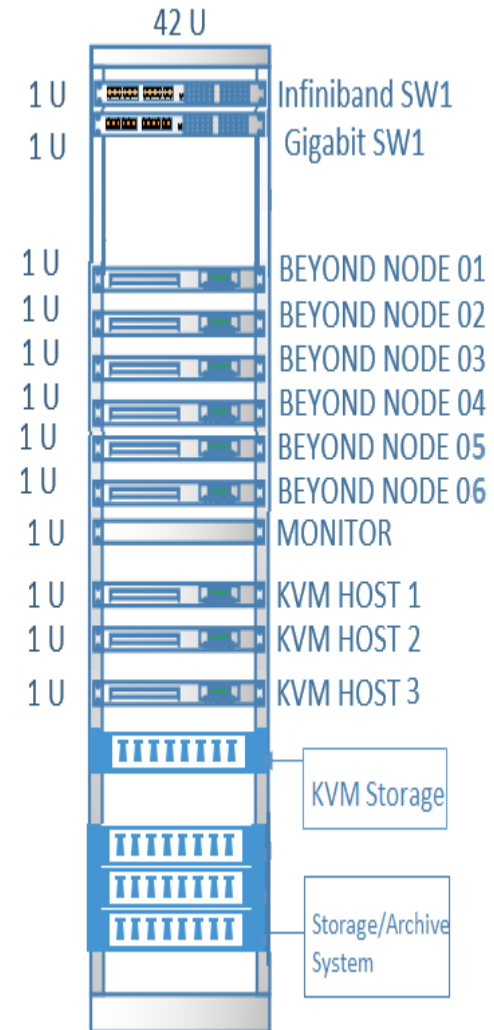 42 U
1 U Infiniband SW1
1 U Gigabit SW1
1 U BEYOND NODE 01
1 U BEYOND NODE 02
1 U BEYOND NODE 03
1 U BEYOND NODE 04
1 U BEYOND NODE 05
1 U BEYOND NODE 06
1 U MONITOR
1 U KVM HOST 1
1 U KVM HOST 2
1 U KVM HOST 3
KVM Storage
Storage/Archive
System